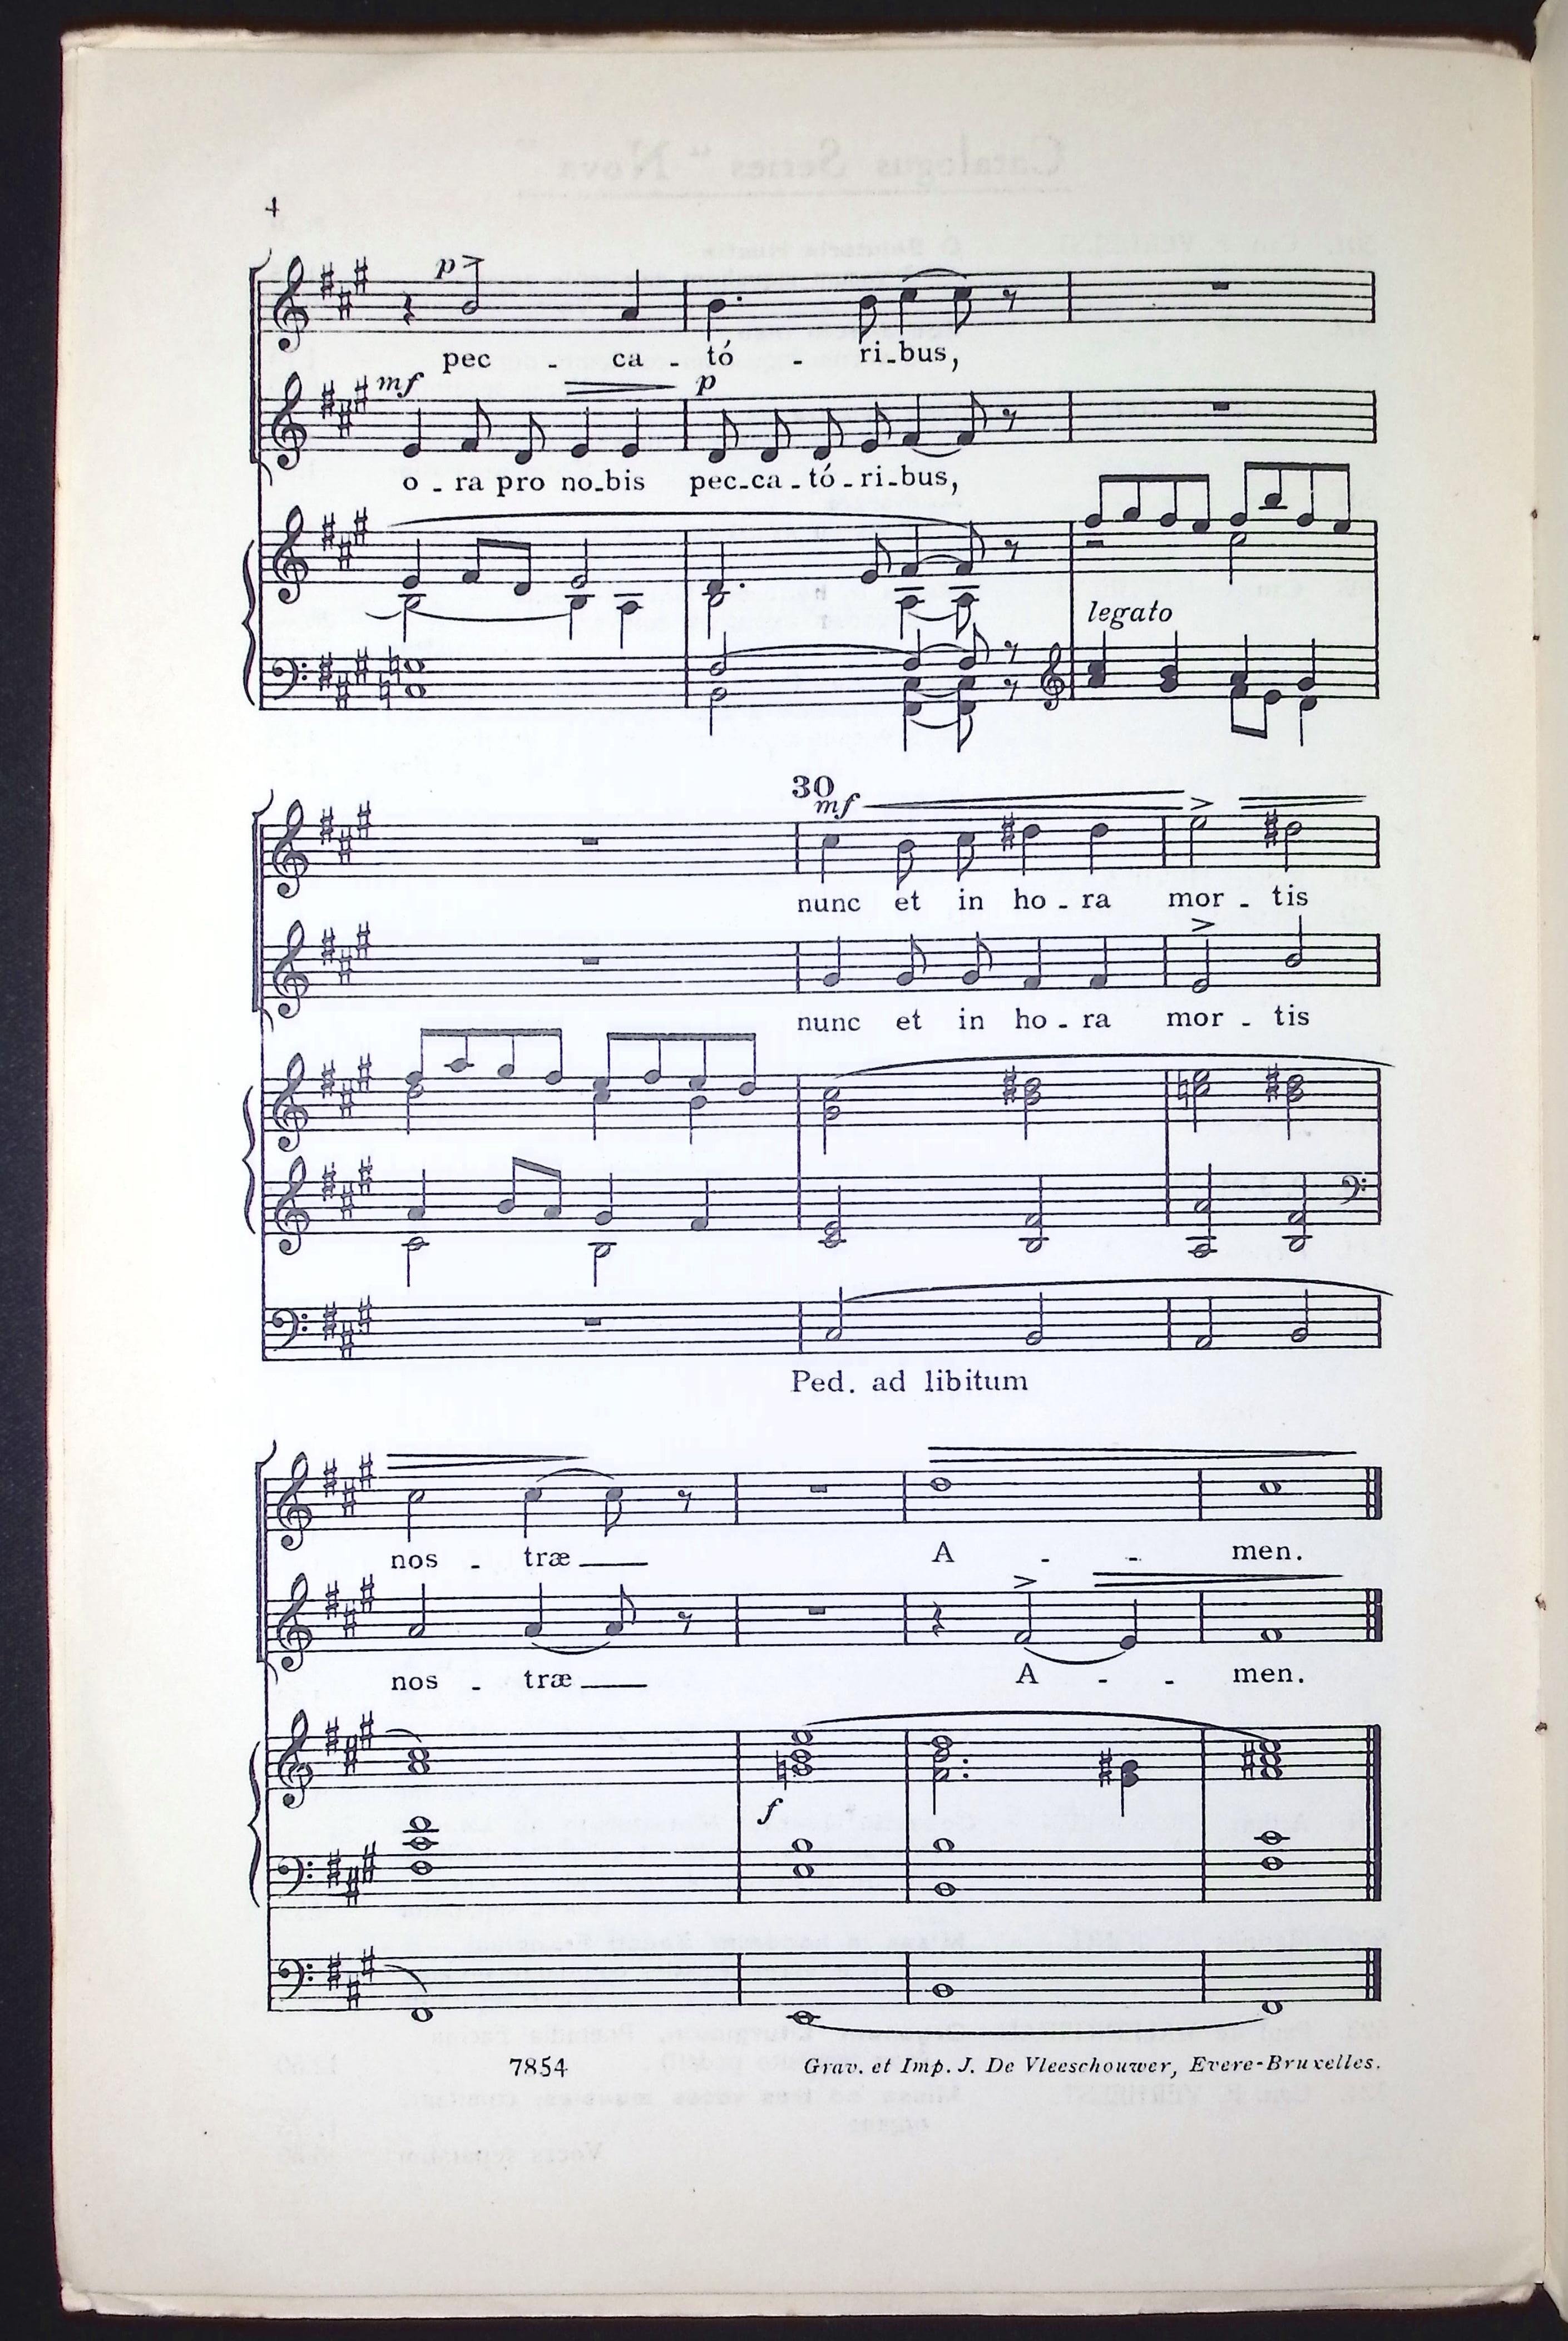 4
p
pec - ca - tó - ri-bus,
mf p
o - ra pro no-bis pec-ca-tó-ri-bus,
legato
30
mf
nunc et in ho - ra mor - tis
nunc et in ho - ra mor - tis
Ped. ad libitum
nos - træ A - - men.
nos - træ A - - men.
f
7854 Grav. et Imp. J. De Vleeschouwer, Evere-Bruxelles.